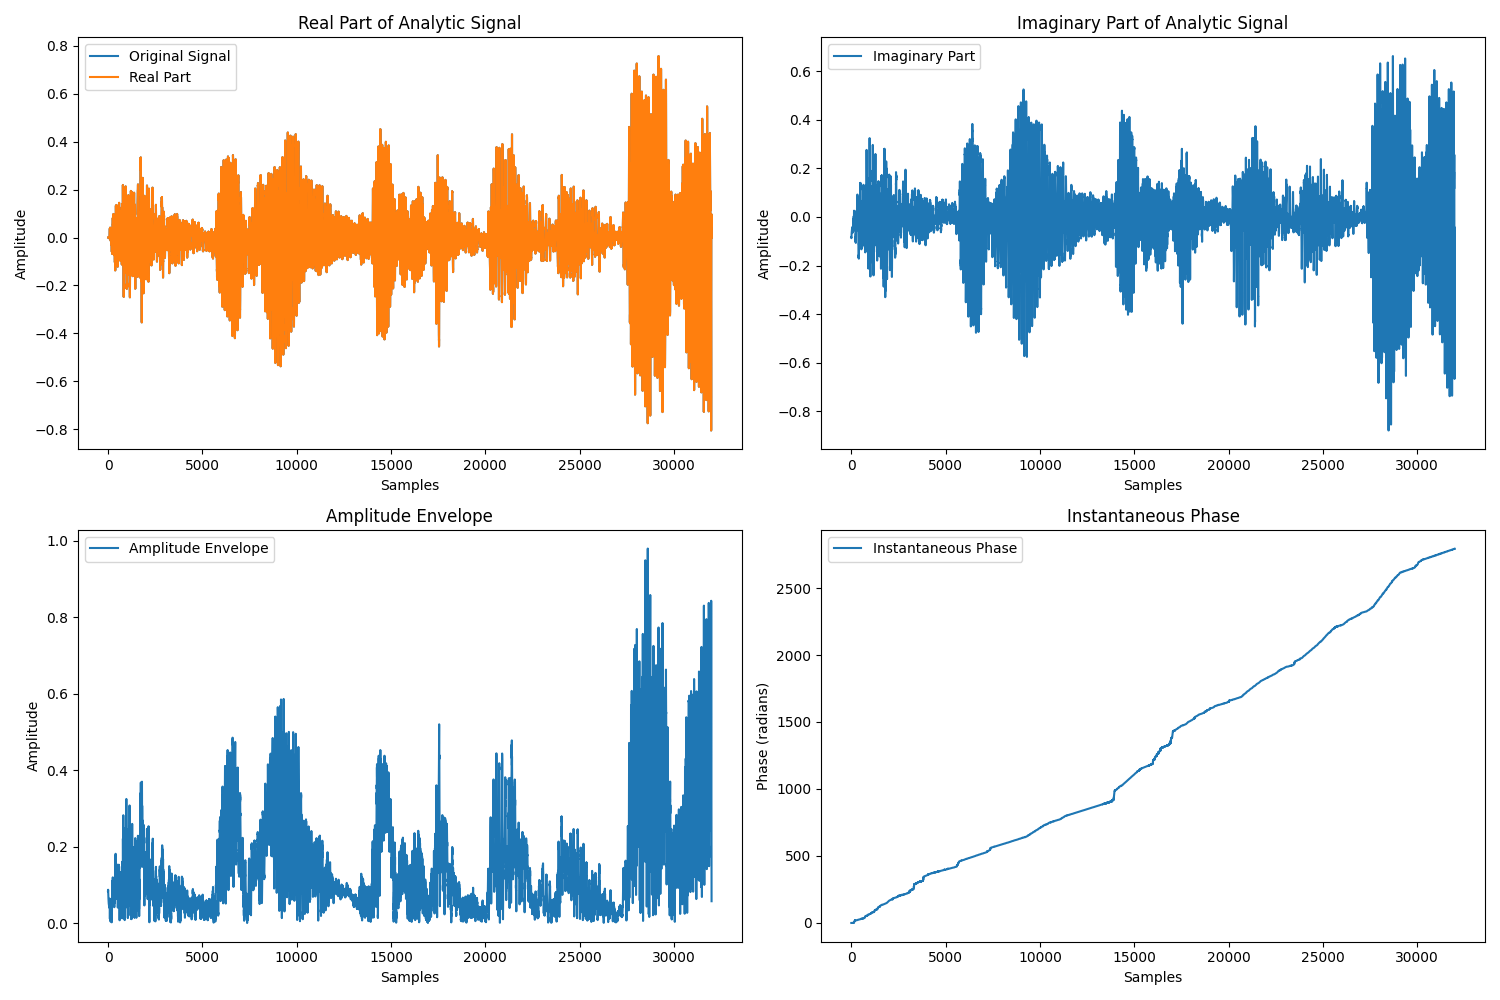 Real Part of Analytic Signal
Original Signal
Real Part
Amplitude
0.8
0.6
0.4
0.2
0.0
−0.2
−0.4
−0.6
−0.8
0 5000 10000 15000 20000 25000 30000
Samples
Imaginary Part of Analytic Signal
Imaginary Part
Amplitude
0.6
0.4
0.2
0.0
−0.2
−0.4
−0.6
−0.8
0 5000 10000 15000 20000 25000 30000
Samples
Amplitude Envelope
Amplitude Envelope
Amplitude
1.0
0.8
0.6
0.4
0.2
0.0
0 5000 10000 15000 20000 25000 30000
Samples
Instantaneous Phase
Instantaneous Phase
Phase (radians)
2500
2000
1500
1000
500
0
0 5000 10000 15000 20000 25000 30000
Samples